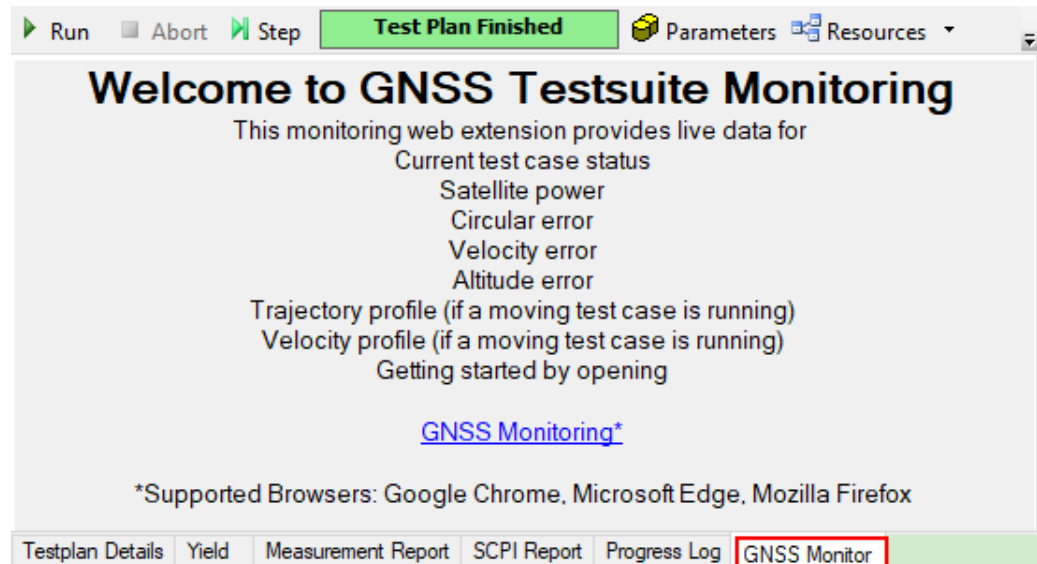 Run Abort Step Test Plan Finished Parameters Resources
Welcome to GNSS Testsuite Monitoring
This monitoring web extension provides live data for
Current test case status
Satellite power
Circular error
Velocity error
Altitude error
Trajectory profile (if a moving test case is running)
Velocity profile (if a moving test case is running)
Getting started by opening
GNSS Monitoring*
*Supported Browsers: Google Chrome, Microsoft Edge, Mozilla Firefox
Testplan Details Yield Measurement Report SCPI Report Progress Log GNSS Monitor